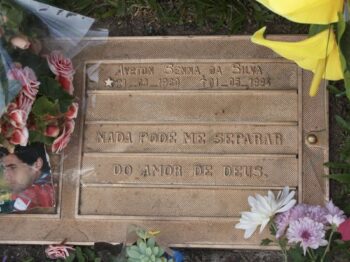 Ayrton Senna da Silva
☆21_03_1960 †01_05_1994
NADA PODE ME SEPARAR
DO AMOR DE DEUS.